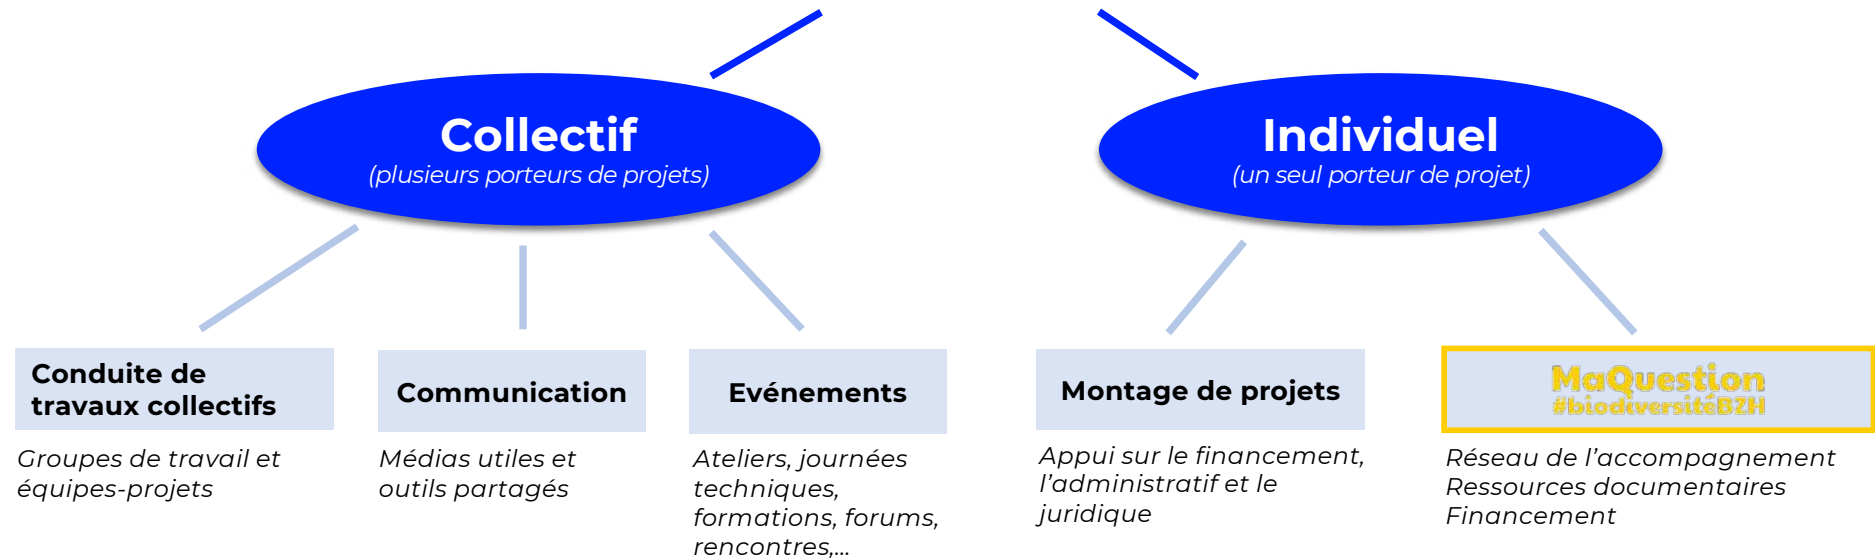 Collectif
(plusieurs porteurs de projets)
Individuel
(un seul porteur de projet)
Conduite de
travaux collectifs
Groupes de travail et
équipes-projets
Communication
Médias utiles et
outils partagés
Evénements
Ateliers, journées
techniques,
formations, forums,
rencontres,...
Montage de projets
Appui sur le financement,
l'administratif et le
juridique
MaQuestion
#biodiversitéBZH
Réseau de l'accompagnement
Ressources documentaires
Financement